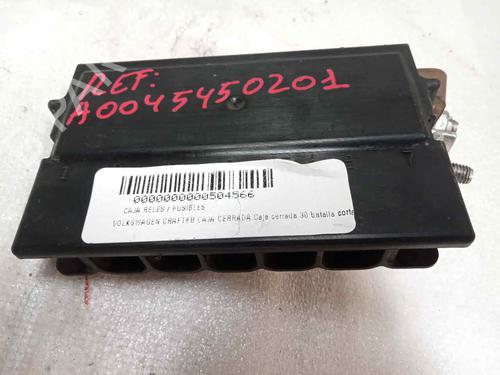 REF:
A0045450201
0000000000504566
CAJA RELES / FUSIBLES
VOLKSWAGEN CRAFTER CAJA CERRADA Caja cerrada 30 batalla corta